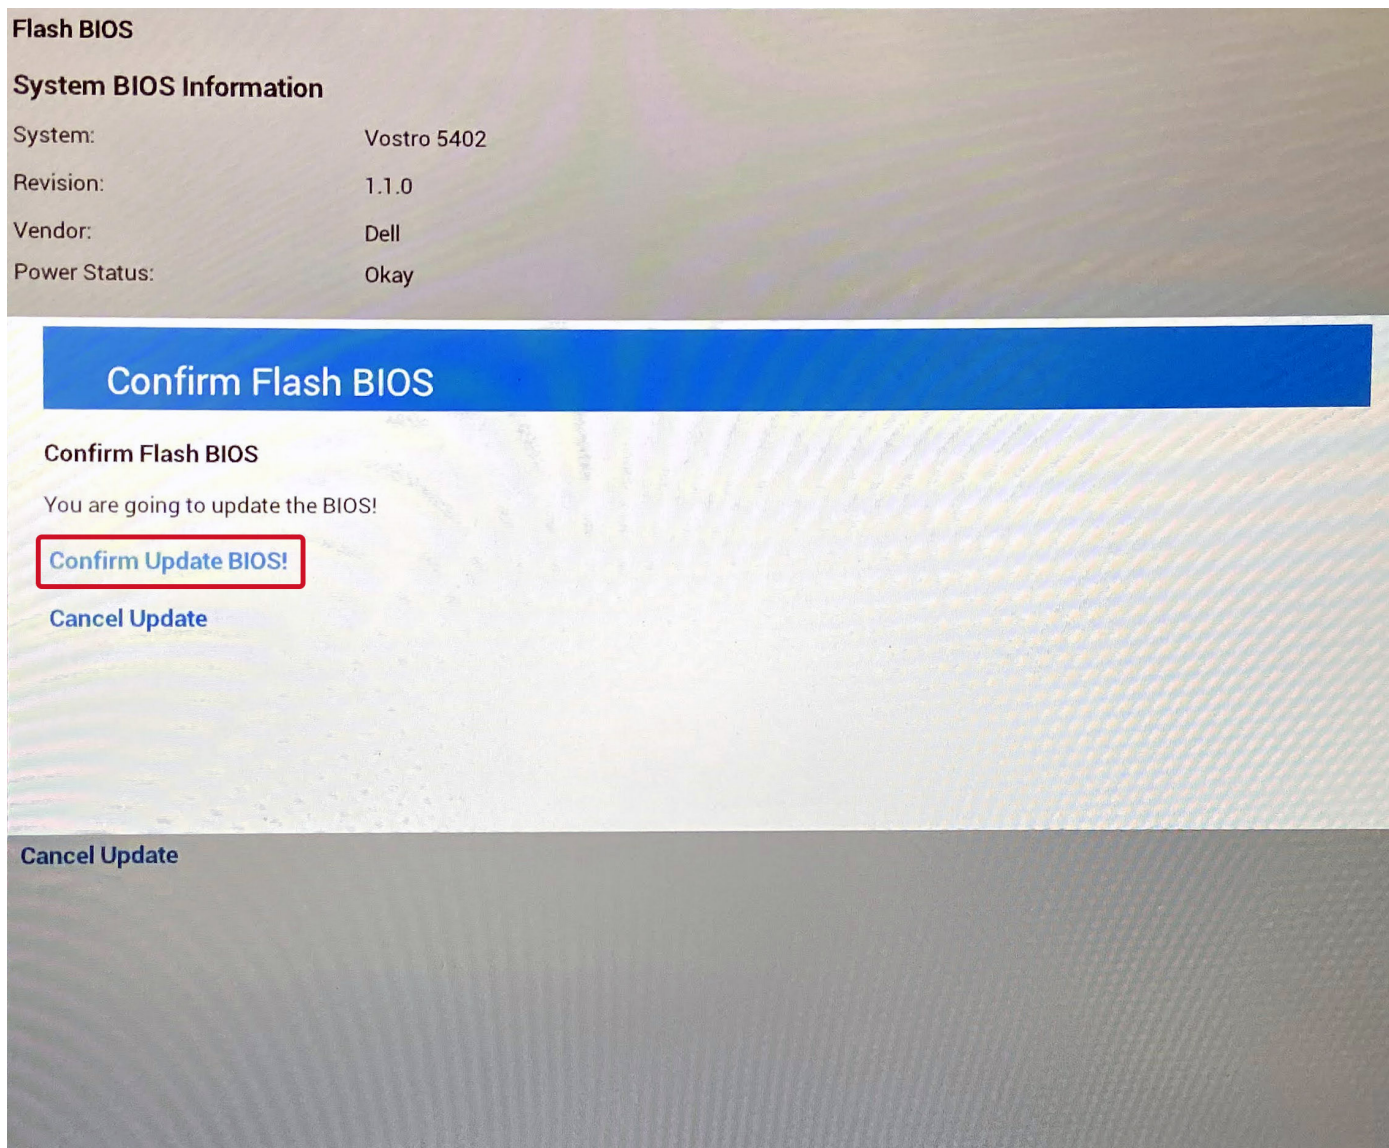 Flash BIOS
System BIOS Information
System: Vostro 5402
Revision: 1.1.0
Vendor: Dell
Power Status: Okay
Confirm Flash BIOS
Confirm Flash BIOS
You are going to update the BIOS!
Confirm Update BIOS!
Cancel Update
Cancel Update